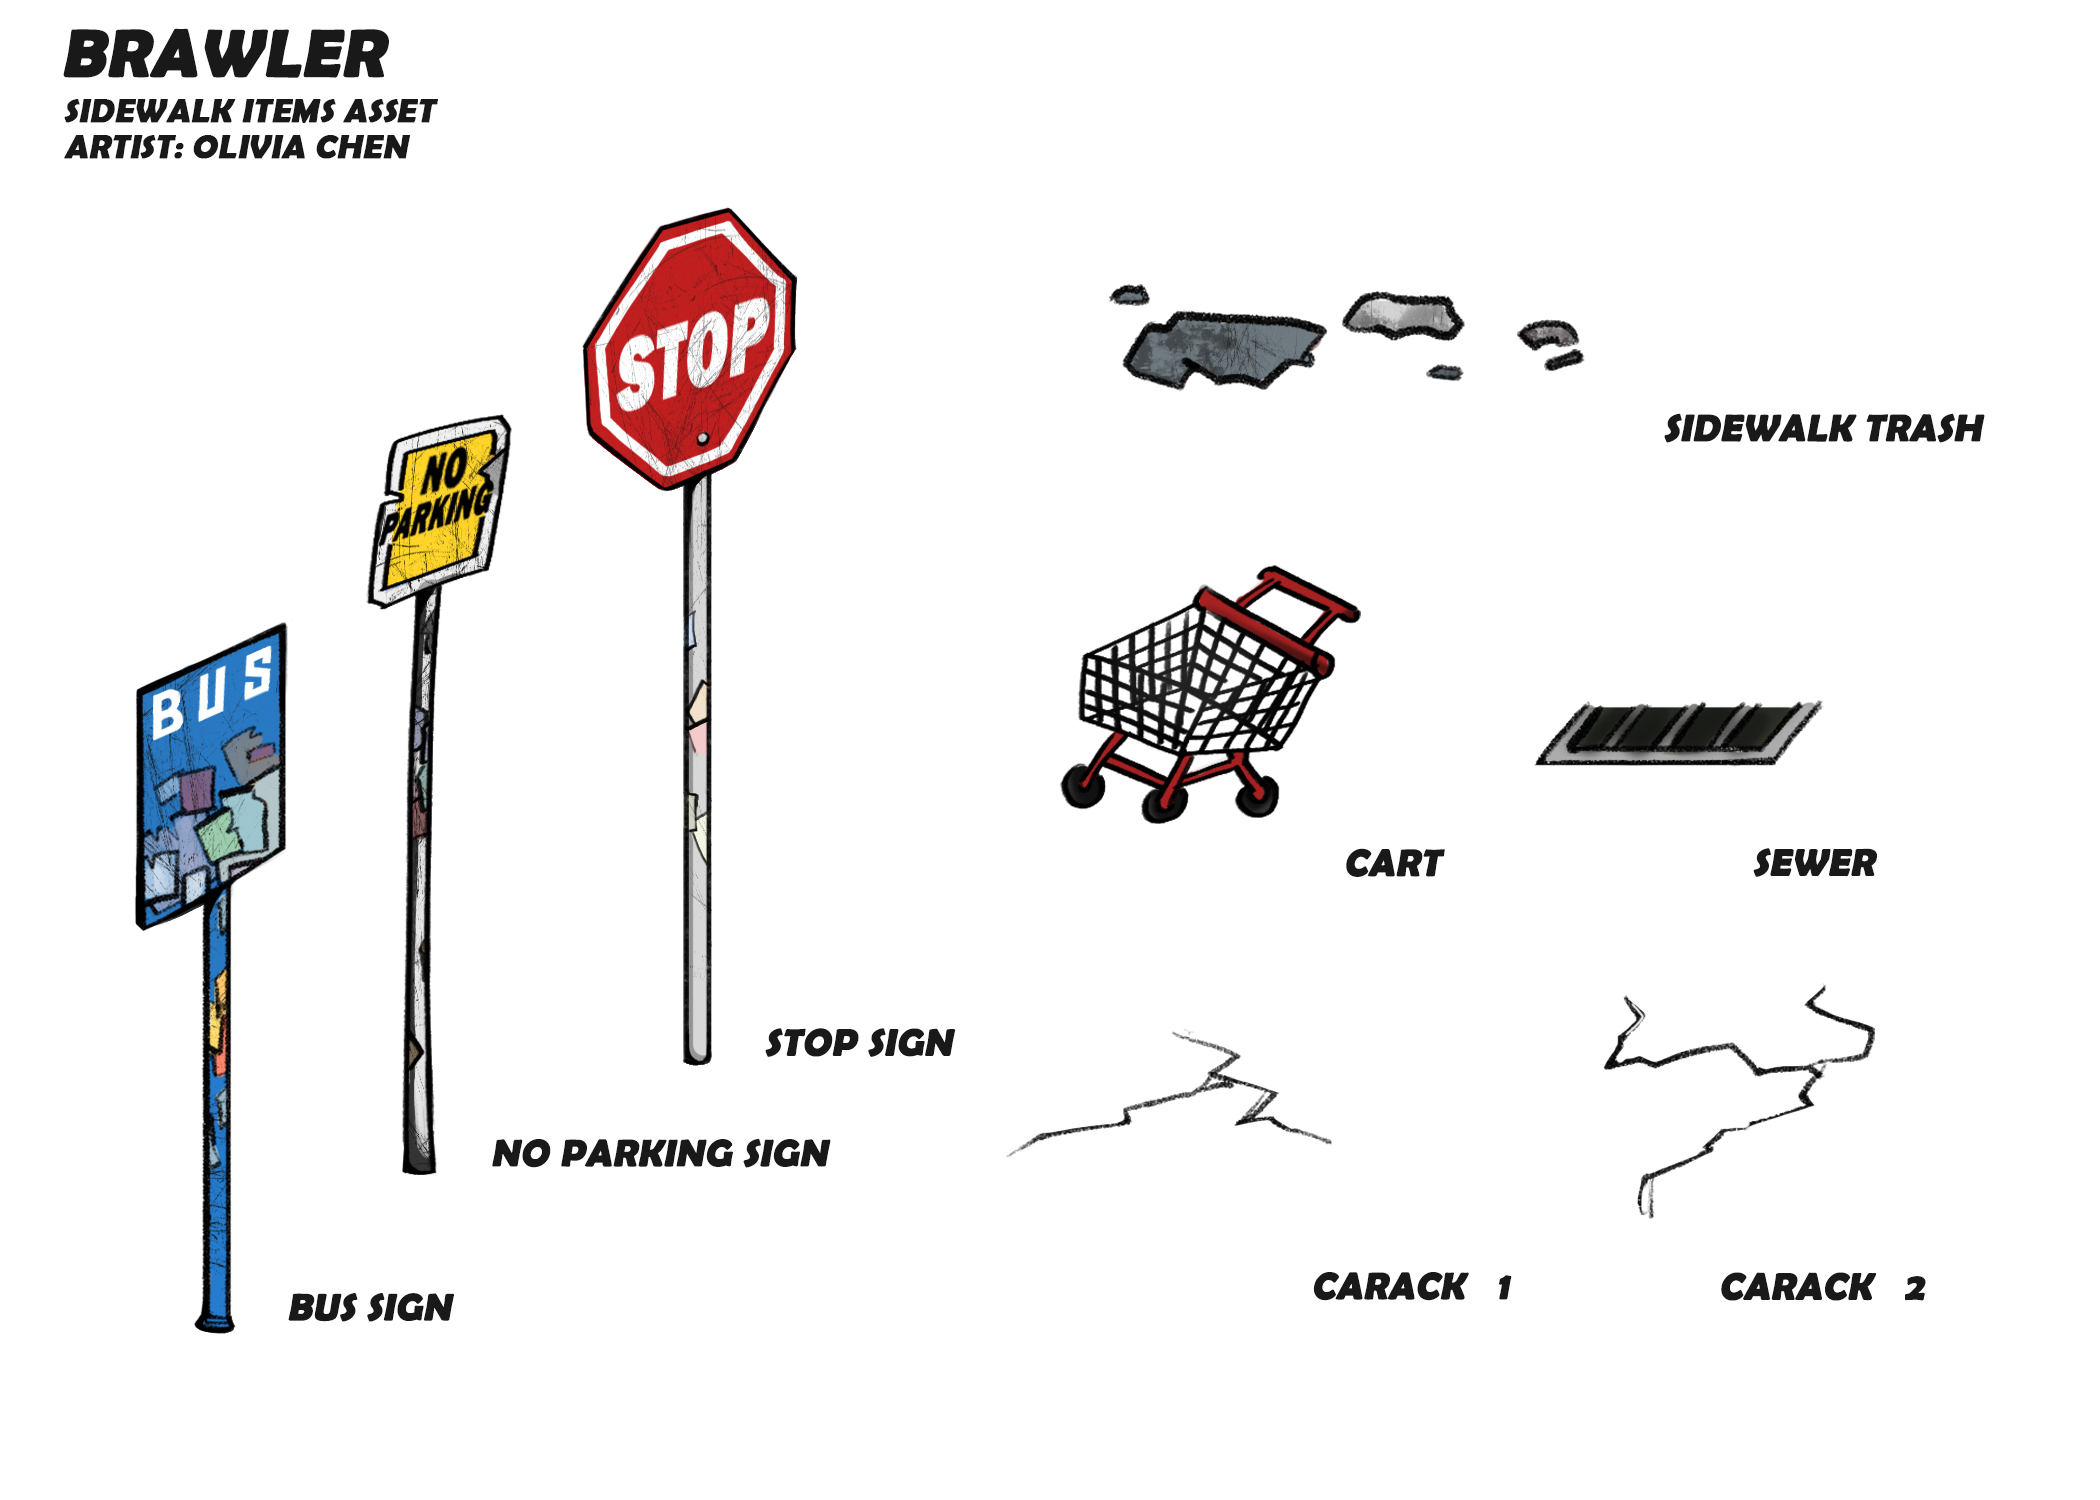 BRAWLER
SIDEWALK ITEMS ASSET
ARTIST: OLIVIA CHEN
STOP
NO
PARKING
BUS
SIDEWALK TRASH
CART
SEWER
STOP SIGN
NO PARKING SIGN
BUS SIGN
CARACK 1
CARACK 2